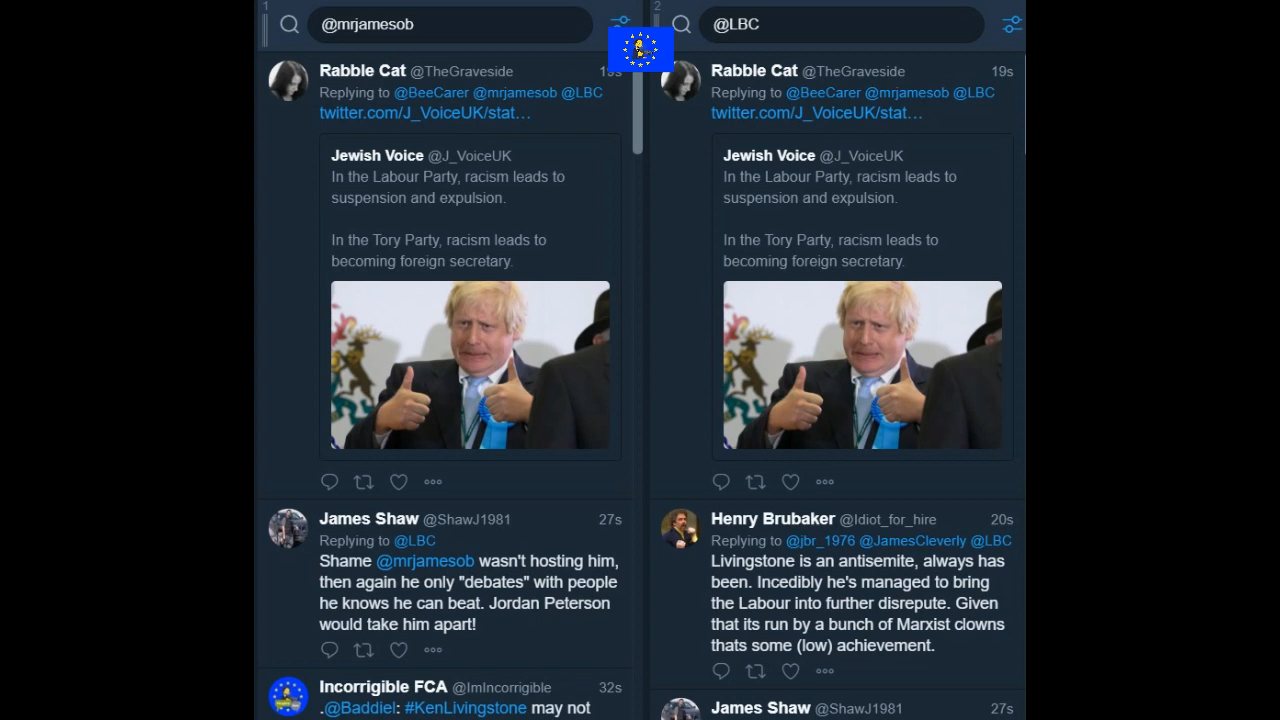 1
@mrjamesob
Rabble Cat @TheGraveside
Replying to @BeeCarer @mrjamesob @LBC
twitter.com/J_VoiceUK/stat…
Jewish Voice @J_VoiceUK
In the Labour Party, racism leads to
suspension and expulsion.
In the Tory Party, racism leads to
becoming foreign secretary.
James Shaw @ShawJ1981 27s
Replying to @LBC
Shame @mrjamesob wasn't hosting him,
then again he only "debates" with people
he knows he can beat. Jordan Peterson
would take him apart!
Incorrigible FCA @ImIncorrigible 32s
.@Baddiel: #KenLivingstone may not
2
@LBC
Rabble Cat @TheGraveside 19s
Replying to @BeeCarer @mrjamesob @LBC
twitter.com/J_VoiceUK/stat…
Jewish Voice @J_VoiceUK
In the Labour Party, racism leads to
suspension and expulsion.
In the Tory Party, racism leads to
becoming foreign secretary.
Henry Brubaker @Idiot_for_hire 20s
Replying to @jbr_1976 @JamesCleverly @LBC
Livingstone is an antisemite, always has
been. Incedibly he's managed to bring
the Labour into further disrepute. Given
that its run by a bunch of Marxist clowns
thats some (low) achievement.
James Shaw @ShawJ1981 27s